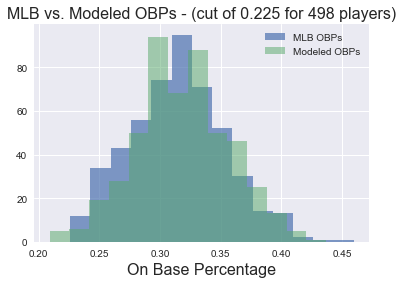 MLB vs. Modeled OBPs - (cut of 0.225 for 498 players)
MLB OBPs
Modeled OBPs
80
60
40
20
0
0.20 0.25 0.30 0.35 0.40 0.45
On Base Percentage